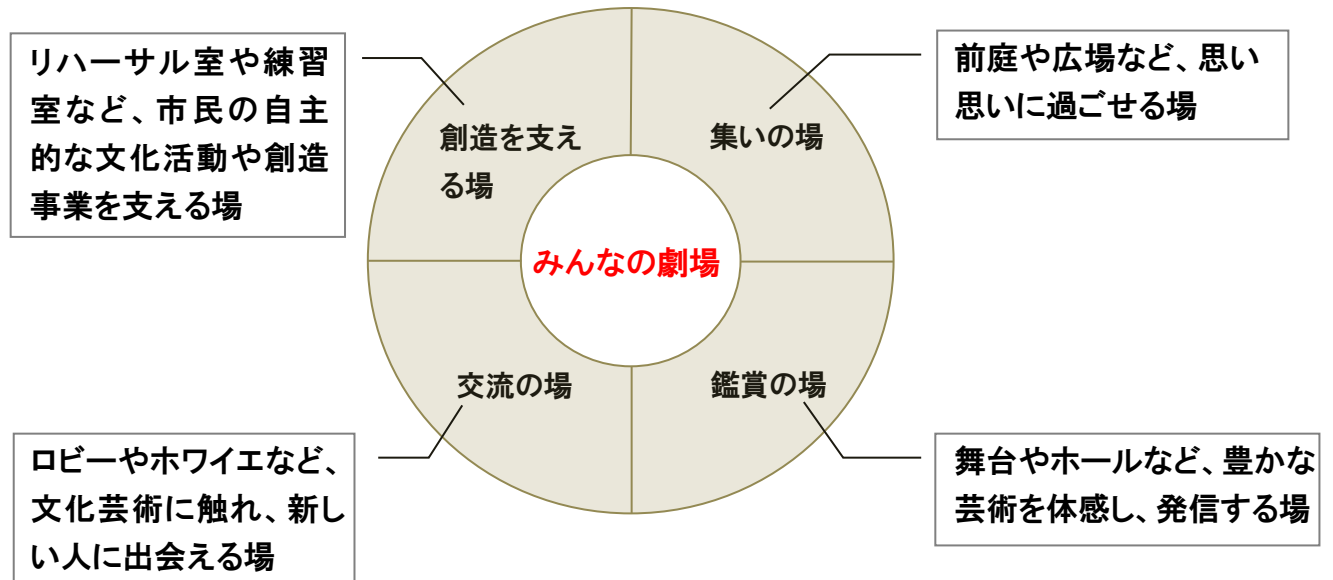 リハーサル室や練習
室など、市民の自主
的な文化活動や創造
事業を支える場
前庭や広場など、思い
思いに過ごせる場
創造を支え
る場
集いの場
みんなの劇場
交流の場
鑑賞の場
ロビーやホワイエなど、
文化芸術に触れ、新し
い人に出会える場
舞台やホールなど、豊かな
芸術を体感し、発信する場